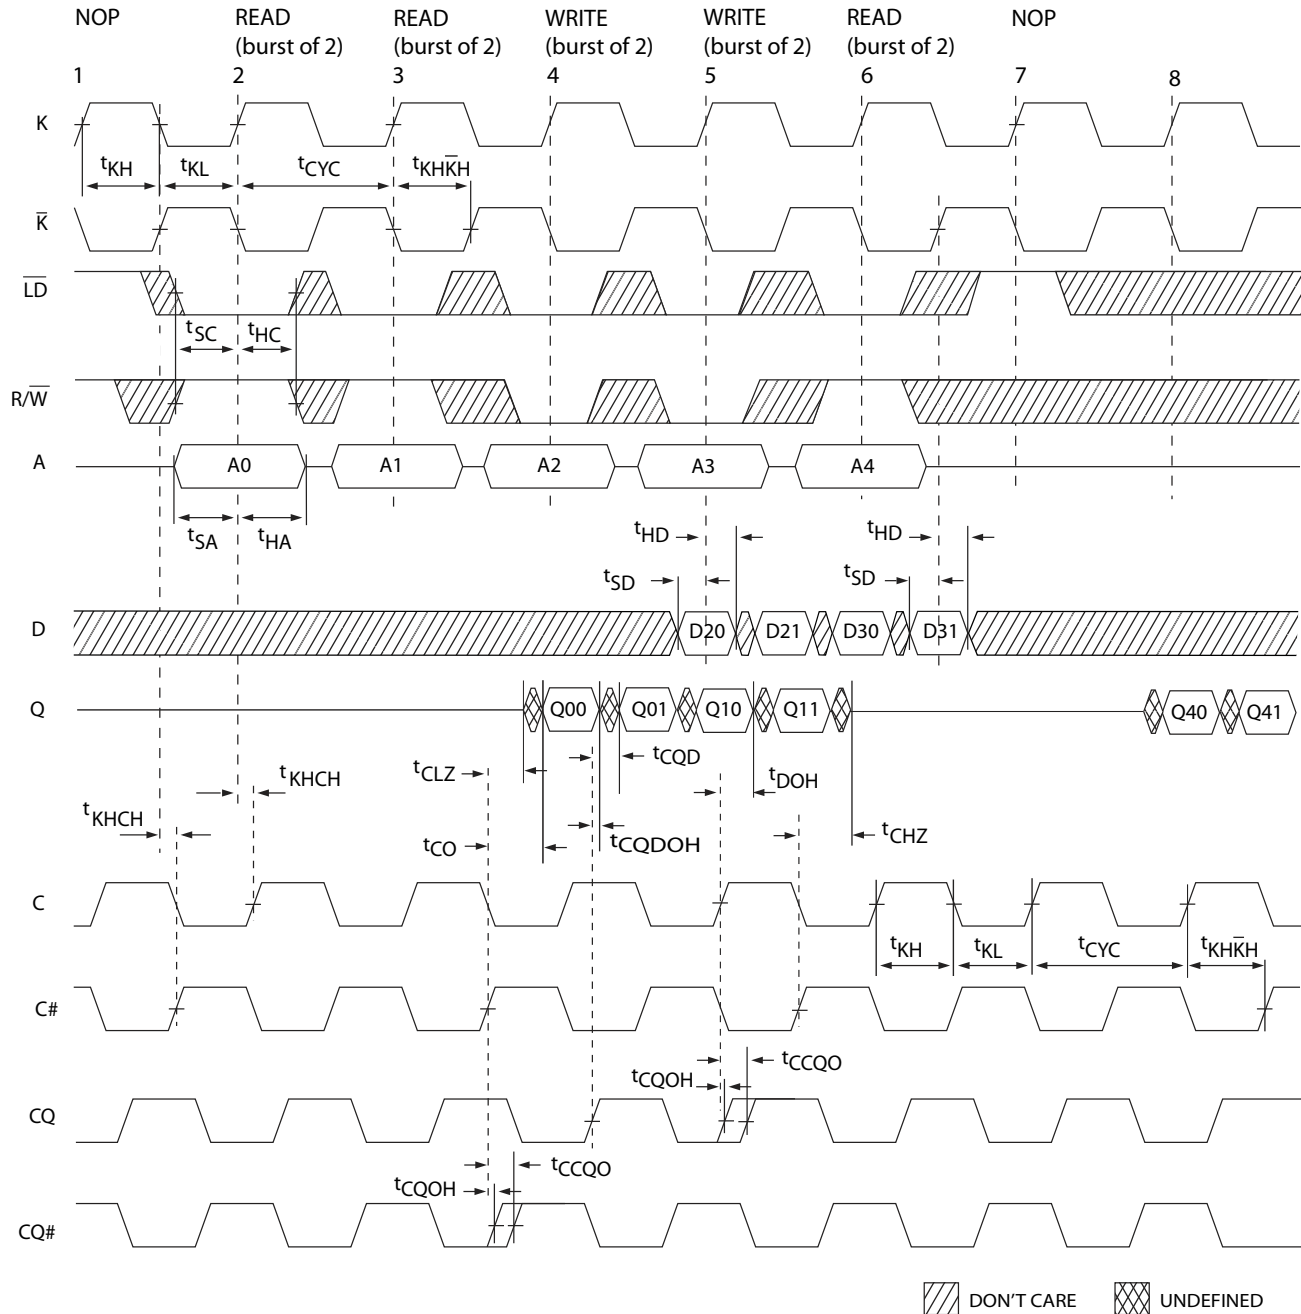 NOP READ READ WRITE WRITE READ NOP
(burst of 2) (burst of 2) (burst of 2) (burst of 2) (burst of 2)
1 2 3 4 5 6 7 8
K
tKH tKL tCYC tKHK̅H
K̅
L̅D̅
tSC tHC
R/W̅
A A0 A1 A2 A3 A4
tSA tHA tHD tHD
tSD tSD
D D20 D21 D30 D31
Q Q00 Q01 Q10 Q11 Q40 Q41
tKHCH tCLZ tCQD tDOH
tKHCH tCO tCQDOH tCHZ
C
tKH tKL tCYC tKHK̅H
C#
tCQOH tCCQO
CQ
tCQOH tCCQO
CQ#
DON'T CARE UNDEFINED